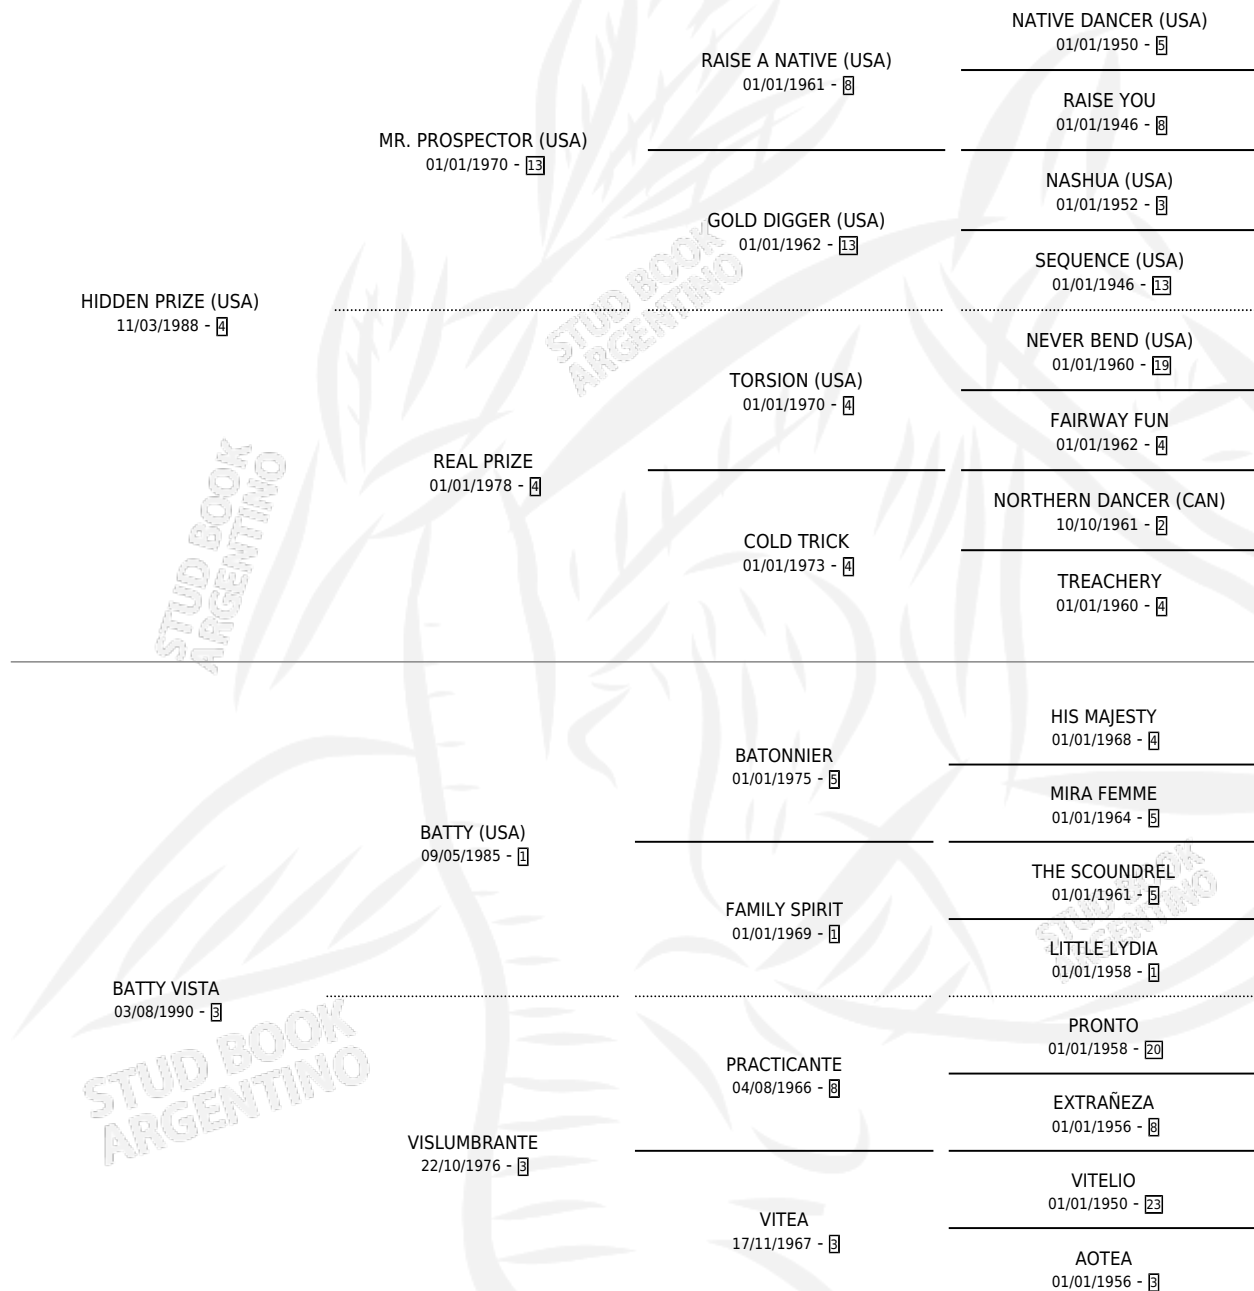 NATIVE DANCER (USA)
01/01/1950 - 5
RAISE A NATIVE (USA)
01/01/1961 - 8
RAISE YOU
01/01/1946 - 8
MR. PROSPECTOR (USA)
01/01/1970 - 13
NASHUA (USA)
01/01/1952 - 3
GOLD DIGGER (USA)
01/01/1962 - 13
SEQUENCE (USA)
01/01/1946 - 13
HIDDEN PRIZE (USA)
11/03/1988 - 4
NEVER BEND (USA)
01/01/1960 - 19
TORSION (USA)
01/01/1970 - 4
FAIRWAY FUN
01/01/1962 - 4
REAL PRIZE
01/01/1978 - 4
NORTHERN DANCER (CAN)
10/10/1961 - 2
COLD TRICK
01/01/1973 - 4
TREACHERY
01/01/1960 - 4
HIS MAJESTY
01/01/1968 - 4
BATONNIER
01/01/1975 - 5
MIRA FEMME
01/01/1964 - 5
BATTY (USA)
09/05/1985 - 1
THE SCOUNDREL
01/01/1961 - 5
FAMILY SPIRIT
01/01/1969 - 1
LITTLE LYDIA
01/01/1958 - 1
BATTY VISTA
03/08/1990 - 3
PRONTO
01/01/1958 - 20
PRACTICANTE
04/08/1966 - 8
EXTRAÑEZA
01/01/1956 - 8
VISLUMBRANTE
22/10/1976 - 3
VITELIO
01/01/1950 - 23
VITEA
17/11/1967 - 3
AOTEA
01/01/1956 - 3
STUD BOOK
ARGENTINO
STUD BOOK
ARGENTINO
STUD BOOK
ARGENTINO
STUD BOOK
ARGENTINO